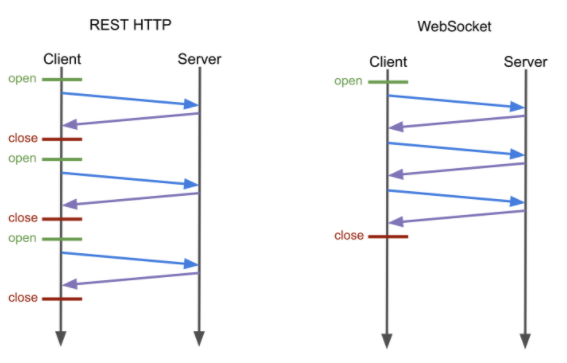 REST HTTP
Client
Server
open
close
open
close
open
close
WebSocket
Client
Server
open
close